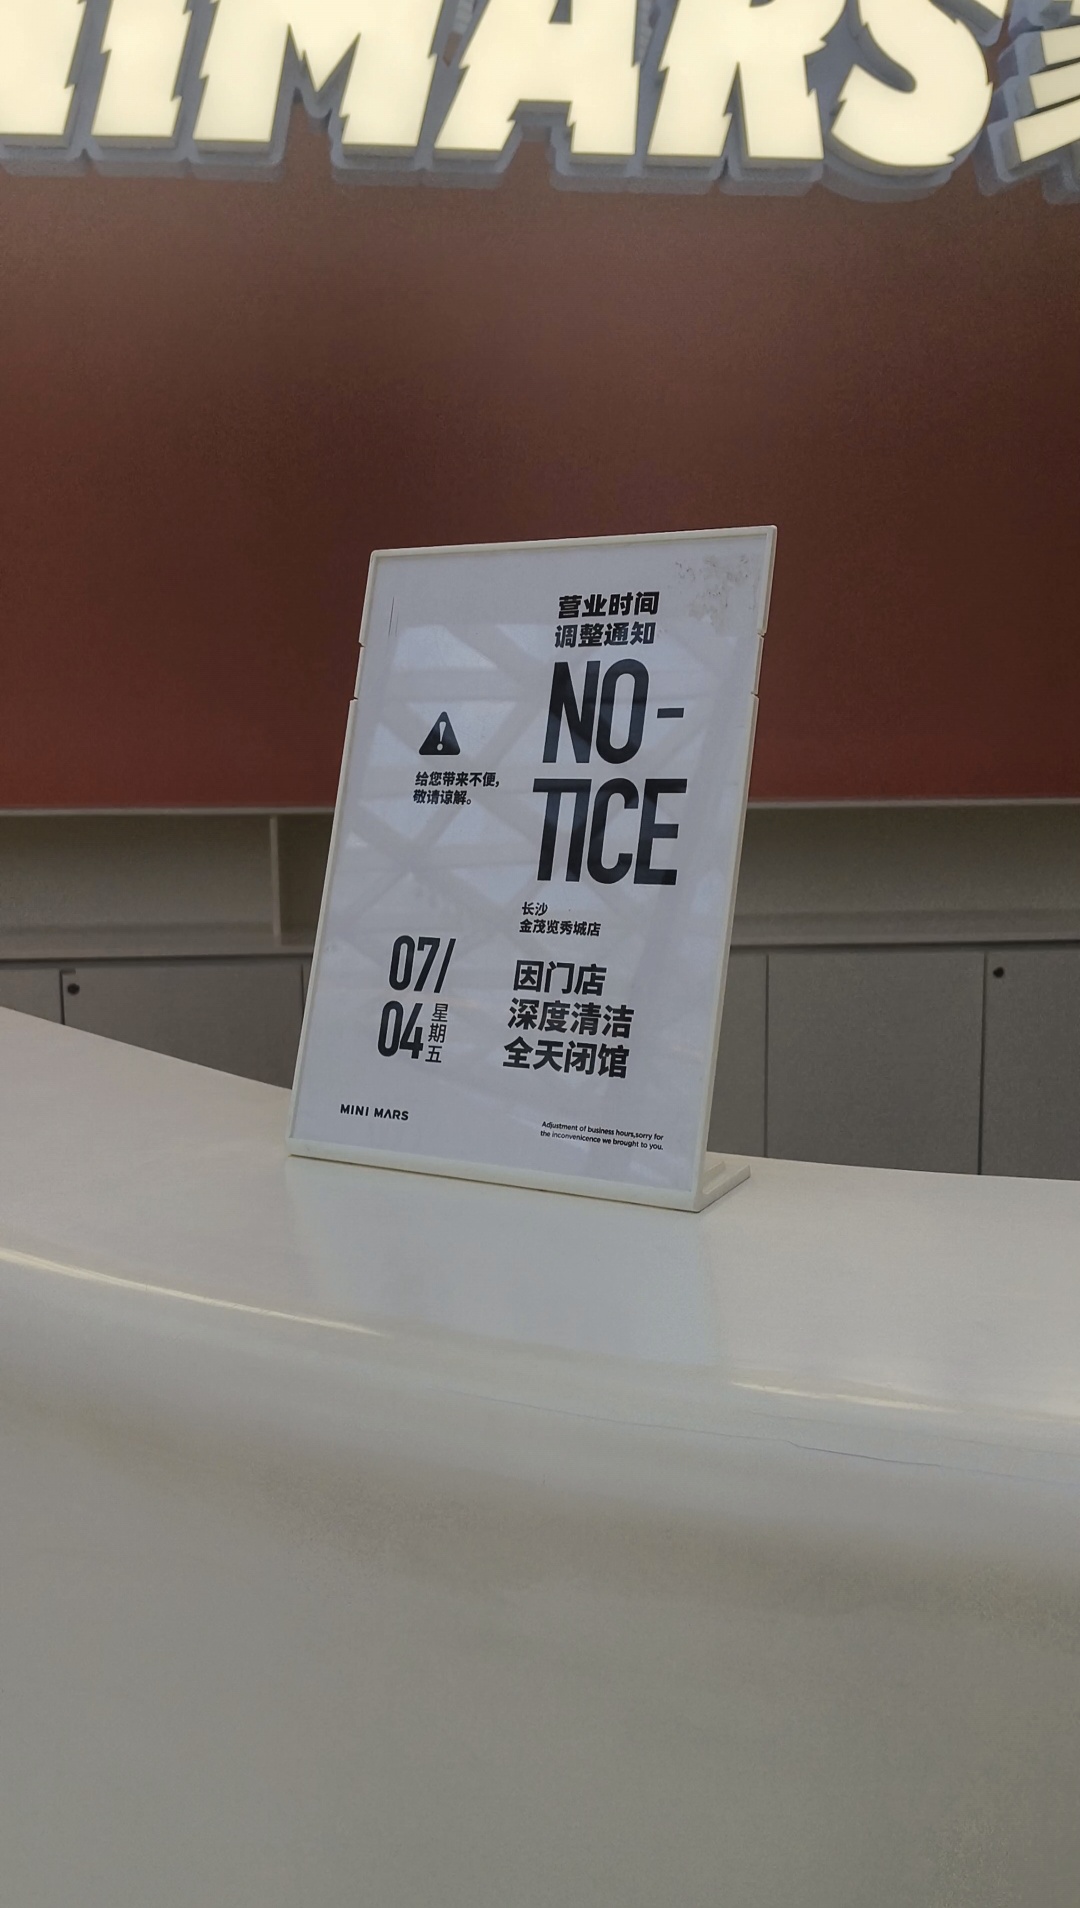 MARS
营业时间
调整通知
NO-
TICE
给您带来不便，
敬请谅解。
长沙
金茂览秀城店
07/
04
星期五
因门店
深度清洁
全天闭馆
MINI MARS
Adjustment of business hours,sorry for
the inconvenicence we brought to you.